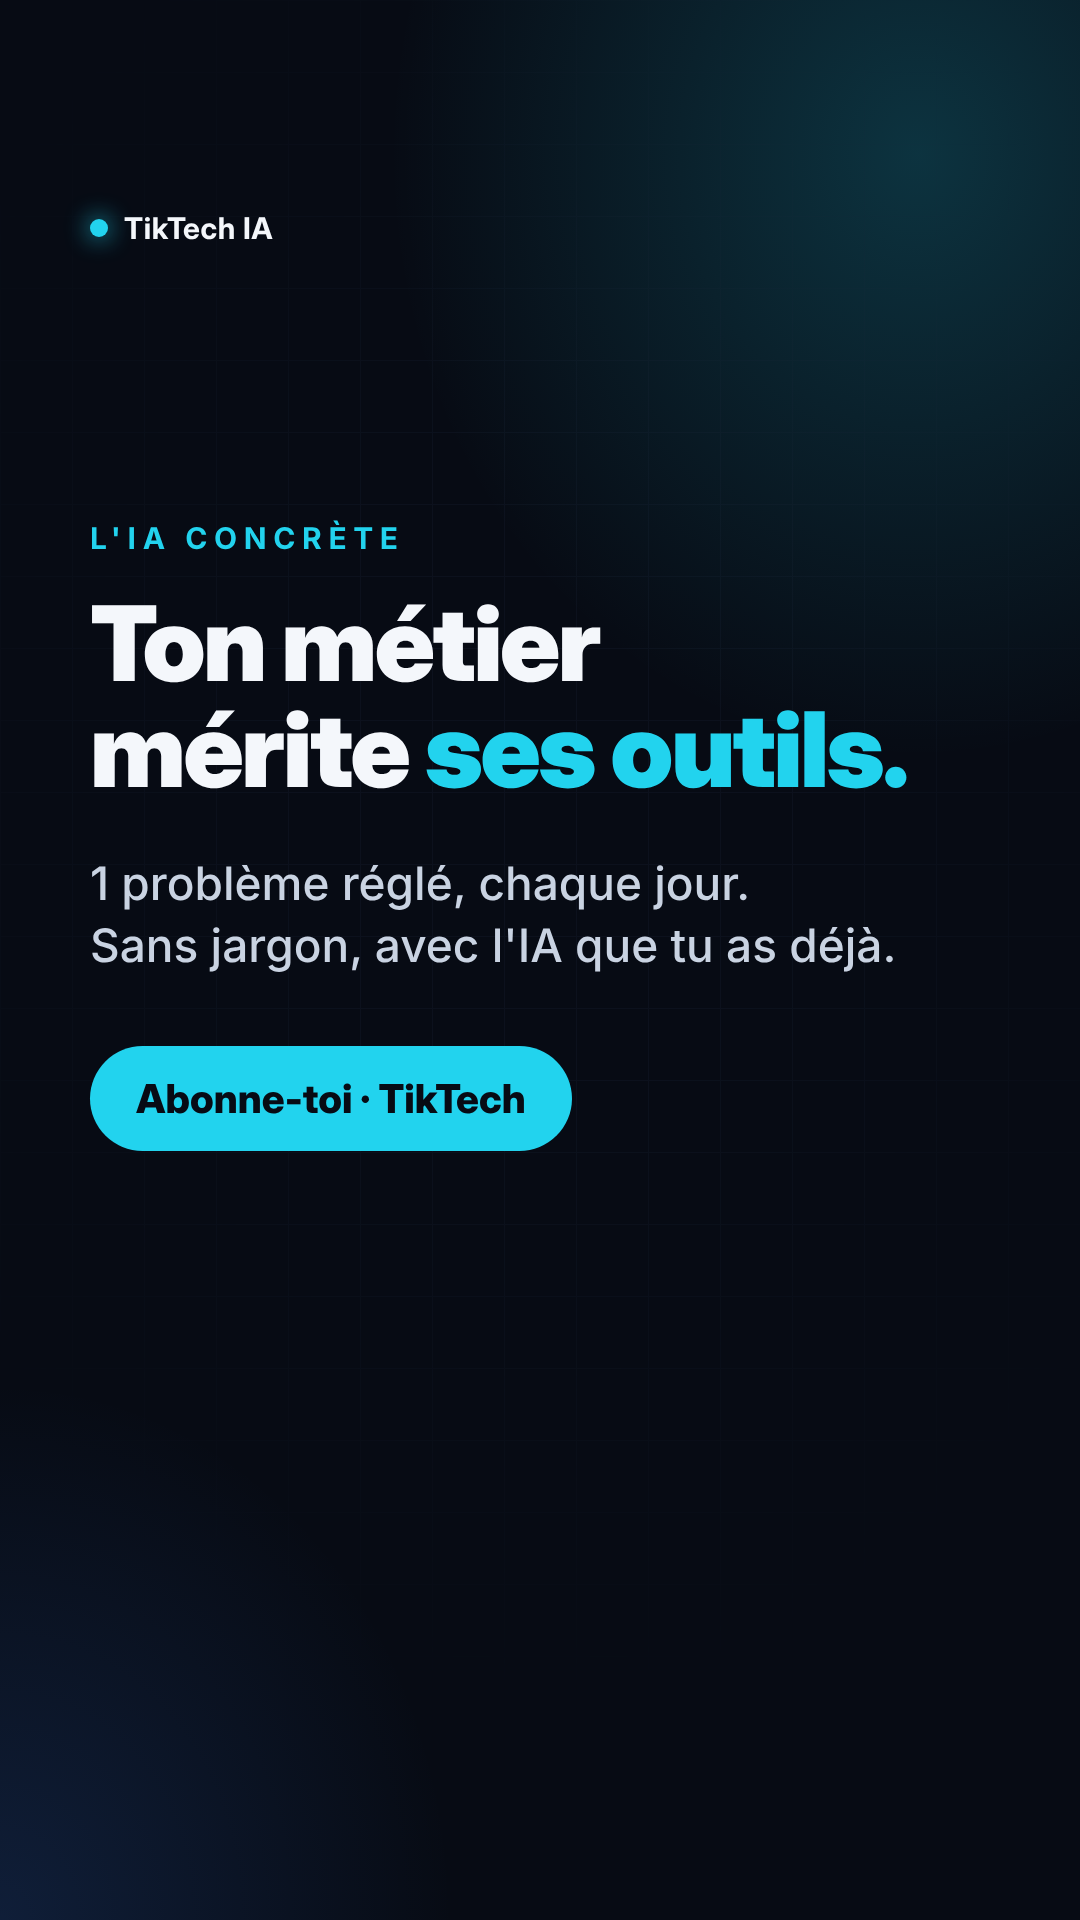 TikTech IA
L'IA CONCRÈTE
Ton métier
mérite ses outils.
1 problème réglé, chaque jour.
Sans jargon, avec l'IA que tu as déjà.
Abonne-toi · TikTech